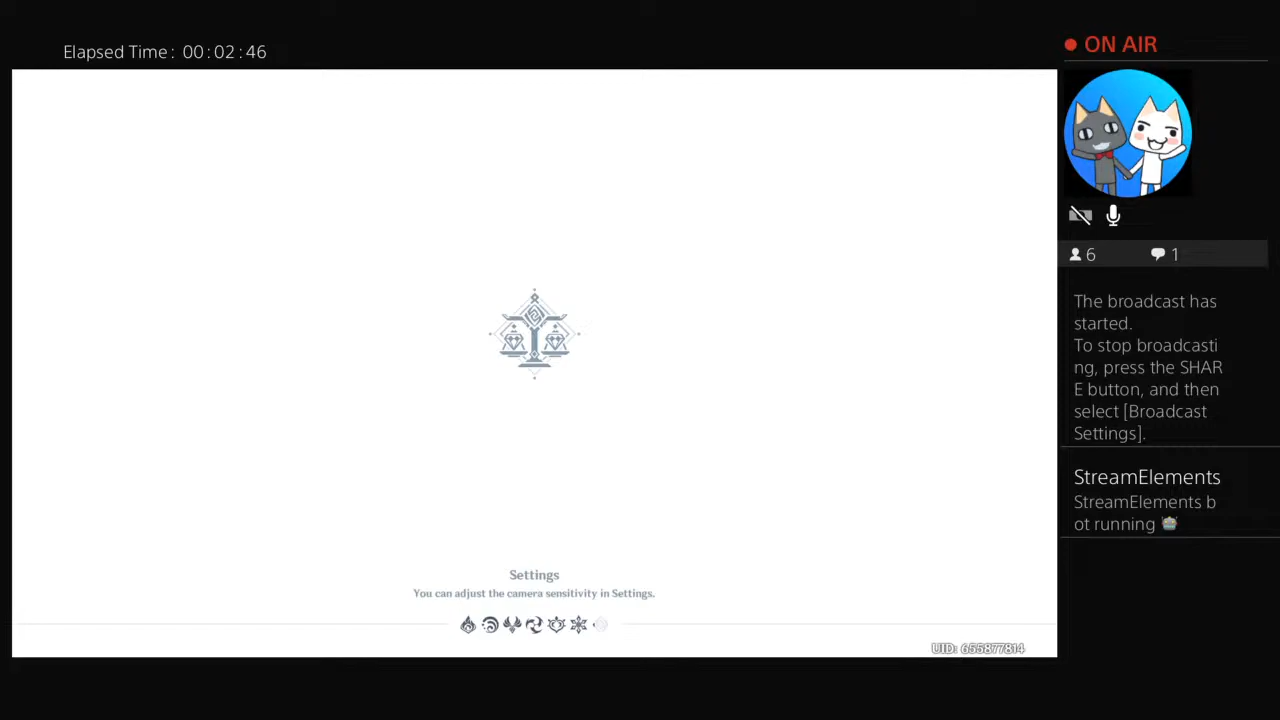 Elapsed Time: 00:02:46
ON AIR
6 1
The broadcast has
started.
To stop broadcasti
ng, press the SHAR
E button, and then
select [Broadcast
Settings].
StreamElements
StreamElements b
ot running
Settings
You can adjust the camera sensitivity in Settings.
UID: 655877814